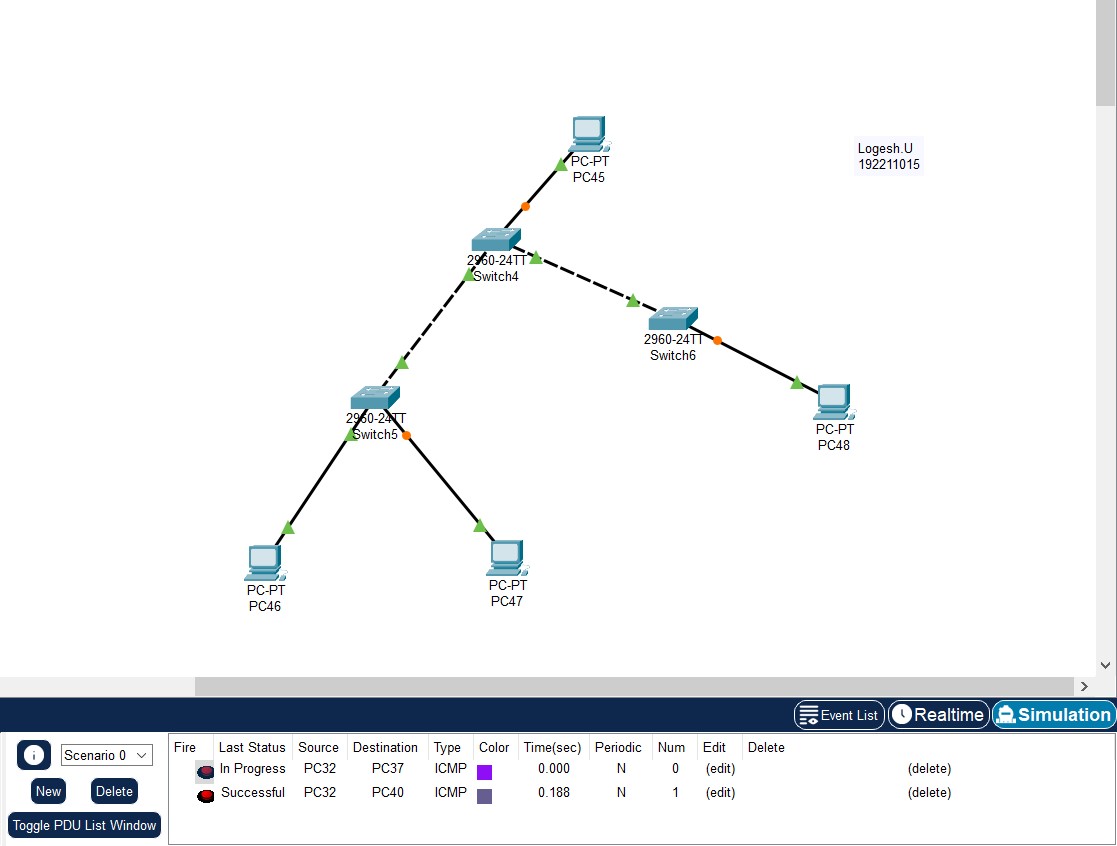 PC-PT
PC45
Logesh.U
192211015
2960-24TT
Switch4
2960-24TT
Switch6
2960-24TT
Switch5
PC-PT
PC48
PC-PT
PC46
PC-PT
PC47
Event List Realtime Simulation
Scenario 0
New Delete
Toggle PDU List Window
Fire Last Status Source Destination Type Color Time(sec) Periodic Num Edit Delete
In Progress PC32 PC37 ICMP 0.000 N 0 (edit) (delete)
Successful PC32 PC40 ICMP 0.188 N 1 (edit) (delete)